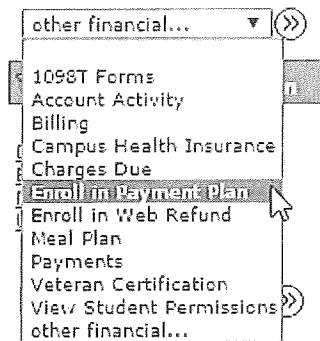 other financial...
1098T Forms
Account Activity
Billing
Campus Health Insurance
Charges Due
Enroll in Payment Plan
Enroll in Web Refund
Meal Plan
Payments
Veteran Certification
View Student Permissions
other financial...